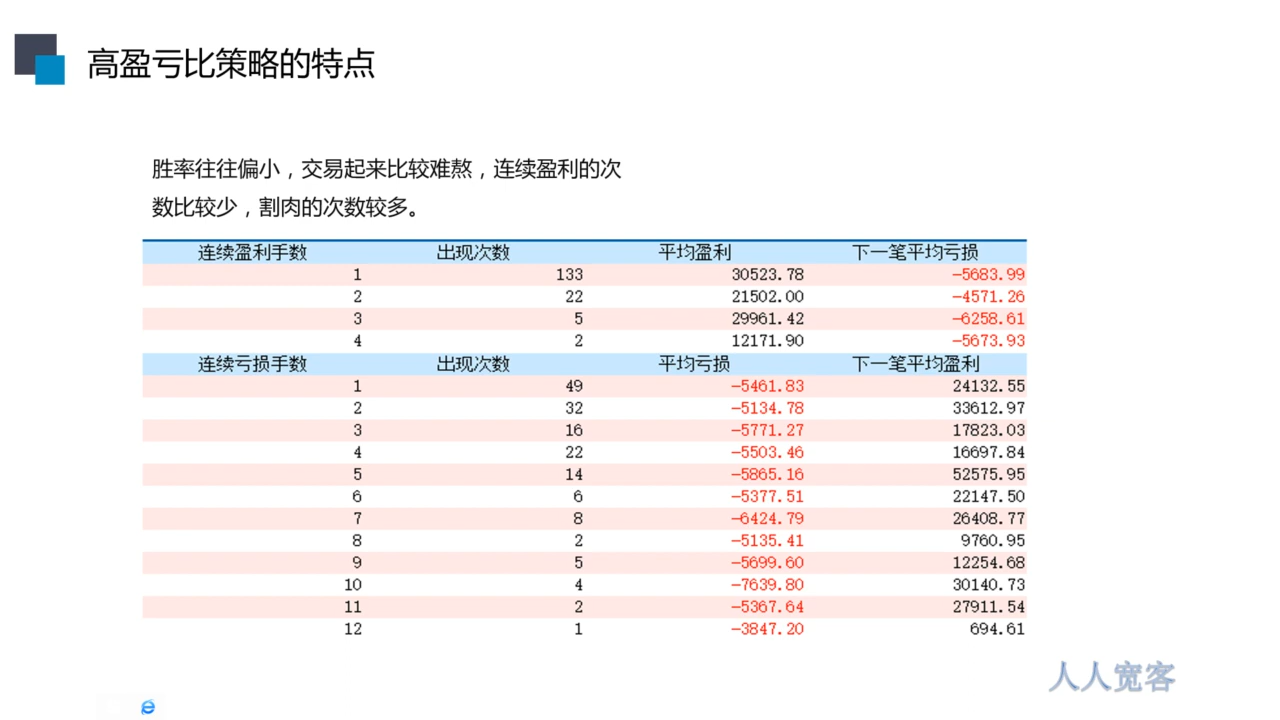 高盈亏比策略的特点
胜率往往偏小，交易起来比较难熬，连续盈利的次
数比较少，割肉的次数较多。
连续盈利手数 出现次数 平均盈利 下一笔平均亏损
1 133 30523.78 -5683.99
2 22 21502.00 -4571.26
3 5 29961.42 -6258.61
4 2 12171.90 -5673.93
连续亏损手数 出现次数 平均亏损 下一笔平均盈利
1 49 -5461.83 24132.55
2 32 -5134.78 33612.97
3 16 -5771.27 17823.03
4 22 -5503.46 16697.84
5 14 -5865.16 52575.95
6 6 -5377.51 22147.50
7 8 -6424.79 26408.77
8 2 -5135.41 9760.95
9 5 -5699.60 12254.68
10 4 -7639.80 30140.73
11 2 -5367.64 27911.54
12 1 -3847.20 694.61
人人宽客